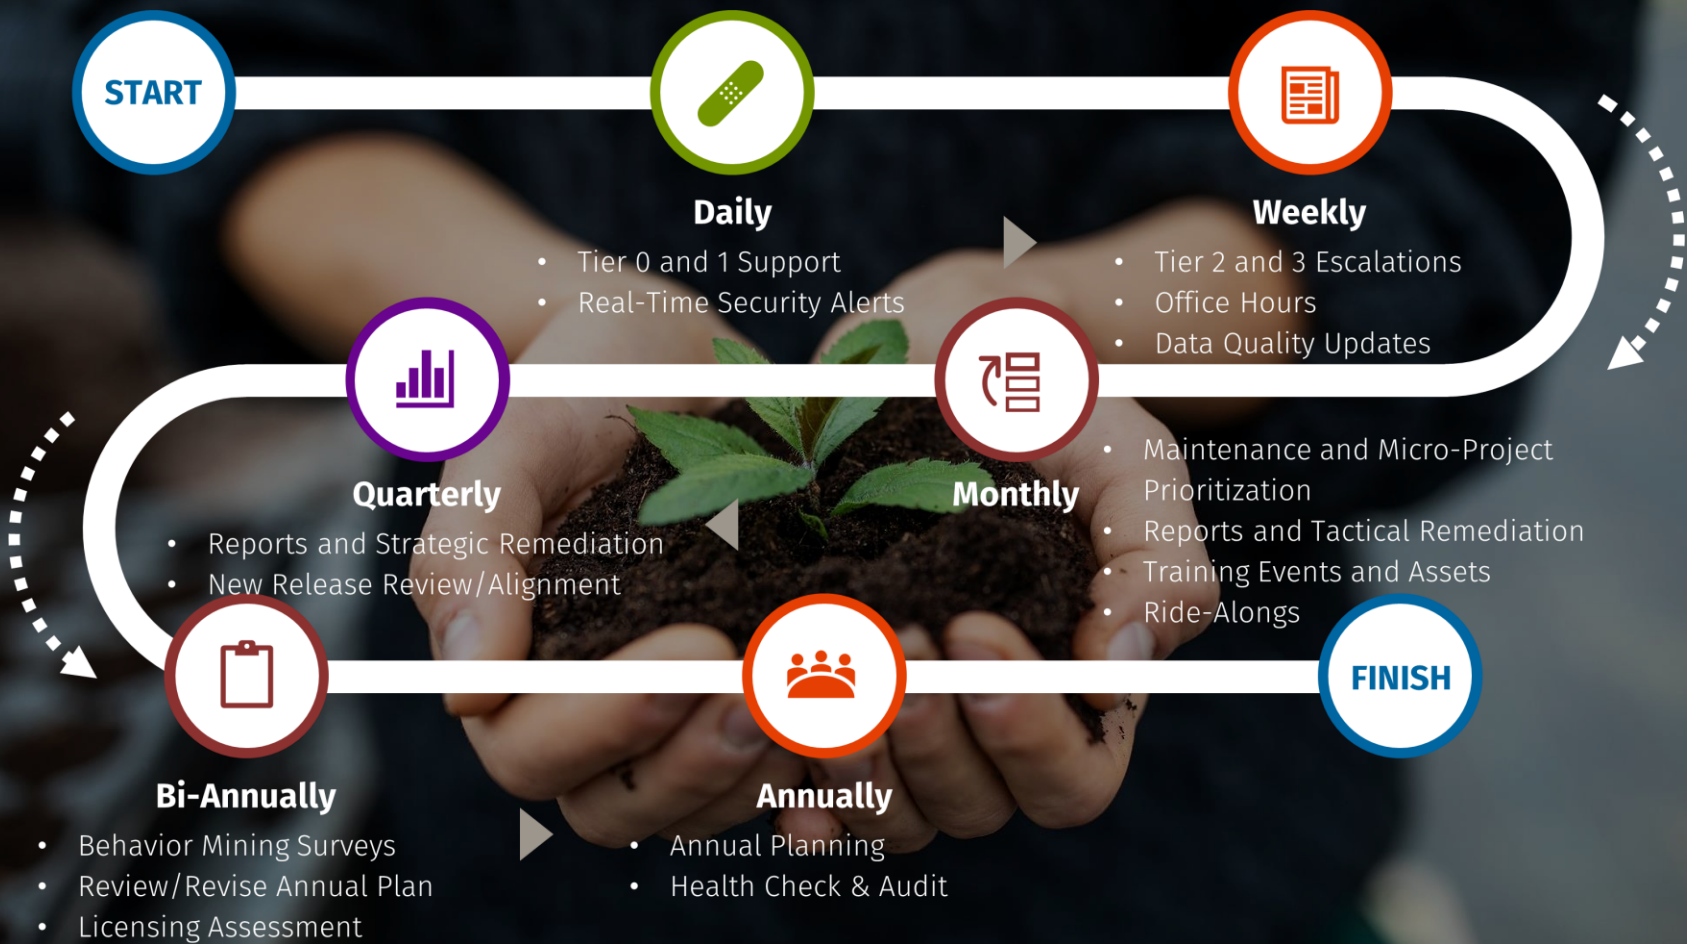 START
Daily
• Tier 0 and 1 Support
• Real-Time Security Alerts
Weekly
• Tier 2 and 3 Escalations
• Office Hours
• Data Quality Updates
Monthly
• Maintenance and Micro-Project
Prioritization
• Reports and Tactical Remediation
• Training Events and Assets
• Ride-Alongs
Quarterly
• Reports and Strategic Remediation
• New Release Review/Alignment
Bi-Annually
• Behavior Mining Surveys
• Review/Revise Annual Plan
• Licensing Assessment
Annually
• Annual Planning
• Health Check & Audit
FINISH